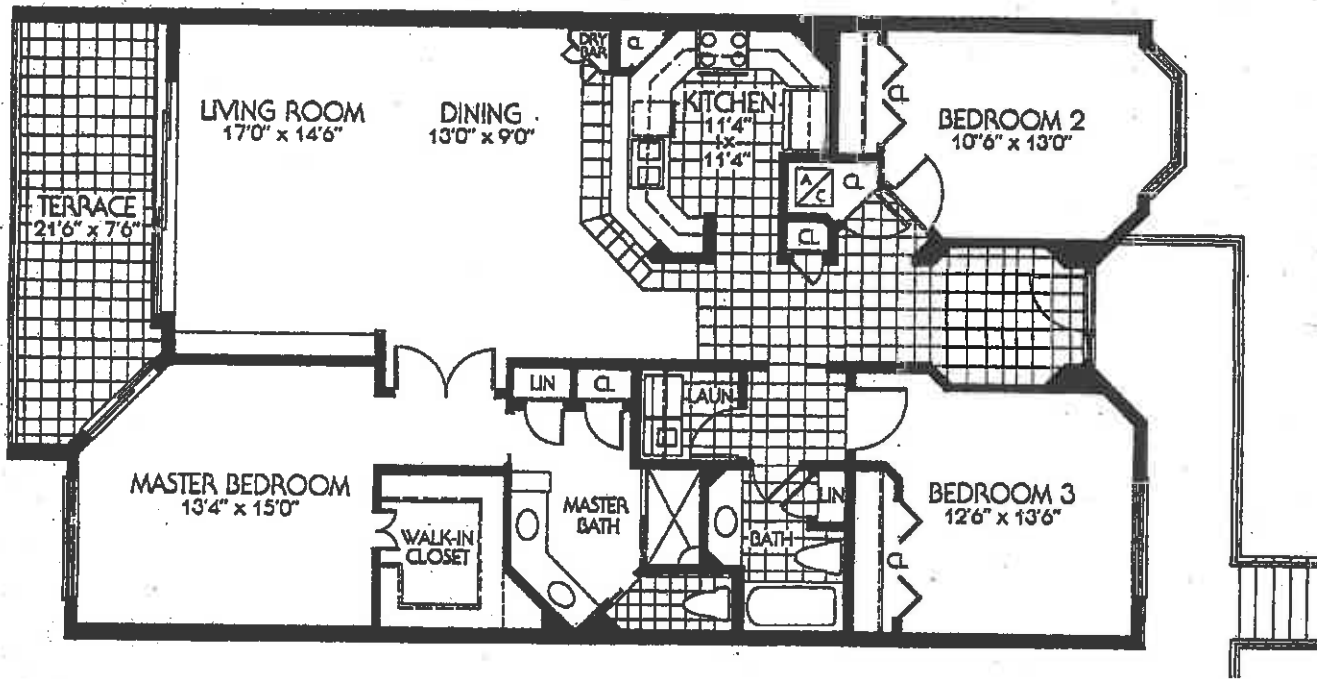 DRY
BAR
CL
LIVING ROOM
17'0" x 14'6"
DINING
13'0" x 9'0"
KITCHEN
11'4"
x
11'4"
CL
BEDROOM 2
10'6" x 13'0"
TERRACE
21'6" x 7'6"
A/C
CL
CL
LIN
CL
LAUN
MASTER BEDROOM
13'4" x 15'0"
WALK-IN
CLOSET
MASTER
BATH
BATH
LIN
BEDROOM 3
12'6" x 13'6"
CL